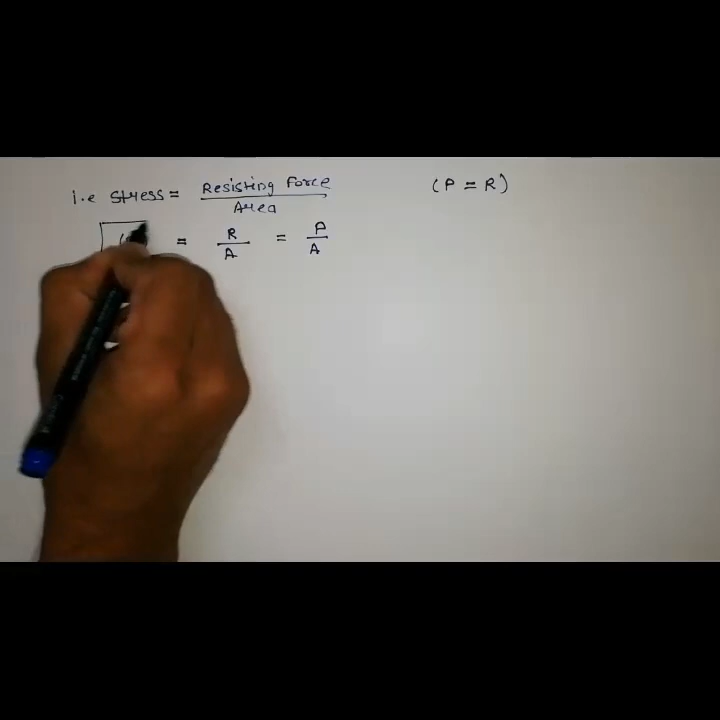 i.e Stress = Resisting Force / Area (P = R)
= R / A = P / A